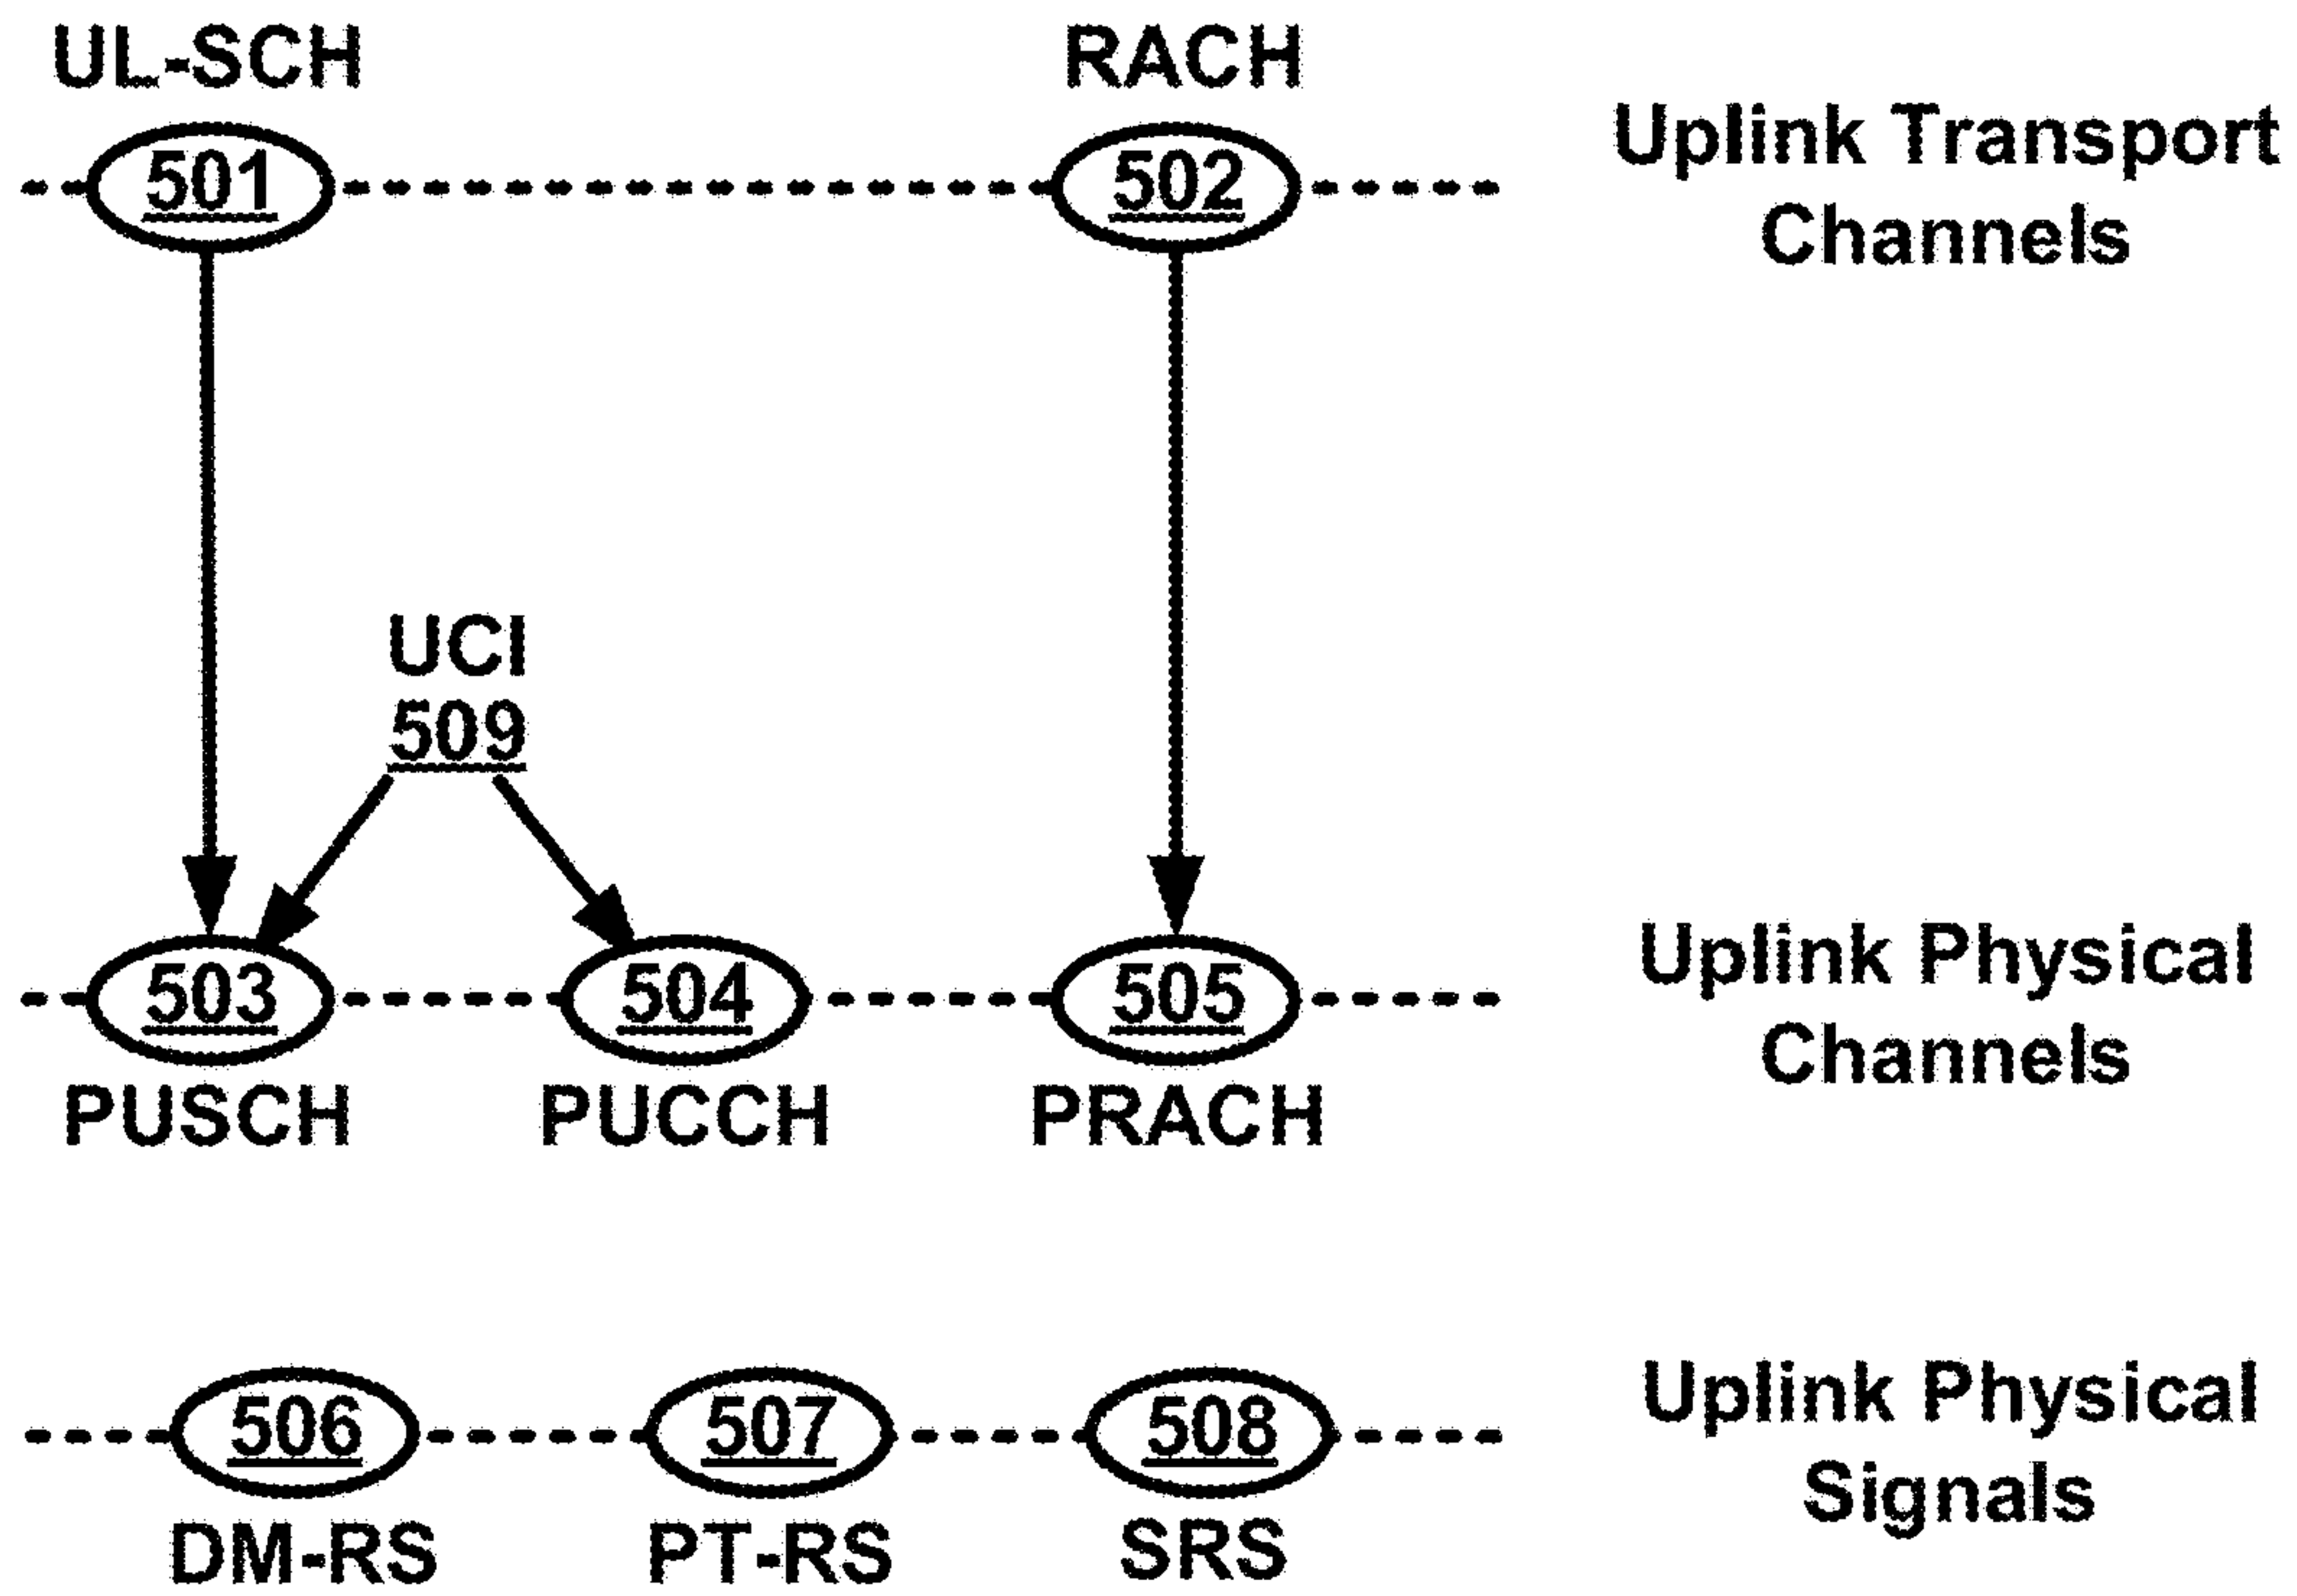 UL-SCH
RACH
501
502
Uplink Transport
Channels
UCI
509
503
504
505
Uplink Physical
Channels
PUSCH
PUCCH
PRACH
506
507
508
Uplink Physical
Signals
DM-RS
PT-RS
SRS